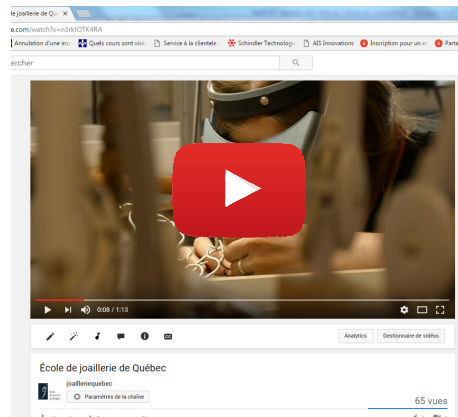 le joaillerie de Qu
e.com/watch?v=n3rktOTK4RA
Annulation d'une ins Quels cours sont visé Service à la clientèle Schindler Technologi AIS Innovations Inscription pour un e Parta
ercher
0:08 / 1:13
Analytics Gestionnaire de vidéos
École de joaillerie de Québec
joailleriequebec
Paramètres de la chaîne
65 vues